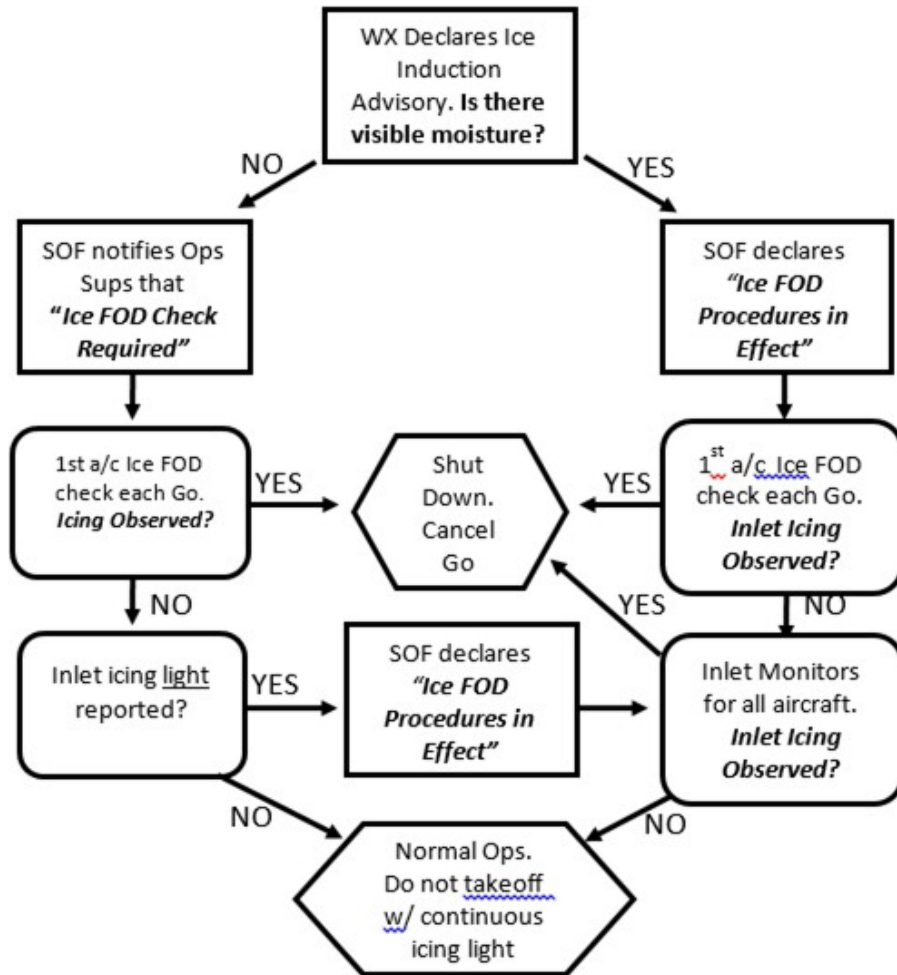 WX Declares Ice
Induction
Advisory. Is there
visible moisture?
NO
YES
SOF notifies Ops
Sups that
“Ice FOD Check
Required”
SOF declares
“Ice FOD
Procedures in
Effect”
1st a/c Ice FOD
check each Go.
Icing Observed?
YES
Shut
Down.
Cancel
Go
YES
1st a/c Ice FOD
check each Go.
Inlet Icing
Observed?
NO
YES
NO
Inlet icing light
reported?
YES
SOF declares
“Ice FOD
Procedures in
Effect”
Inlet Monitors
for all aircraft.
Inlet Icing
Observed?
NO
NO
Normal Ops.
Do not takeoff
w/ continuous
icing light